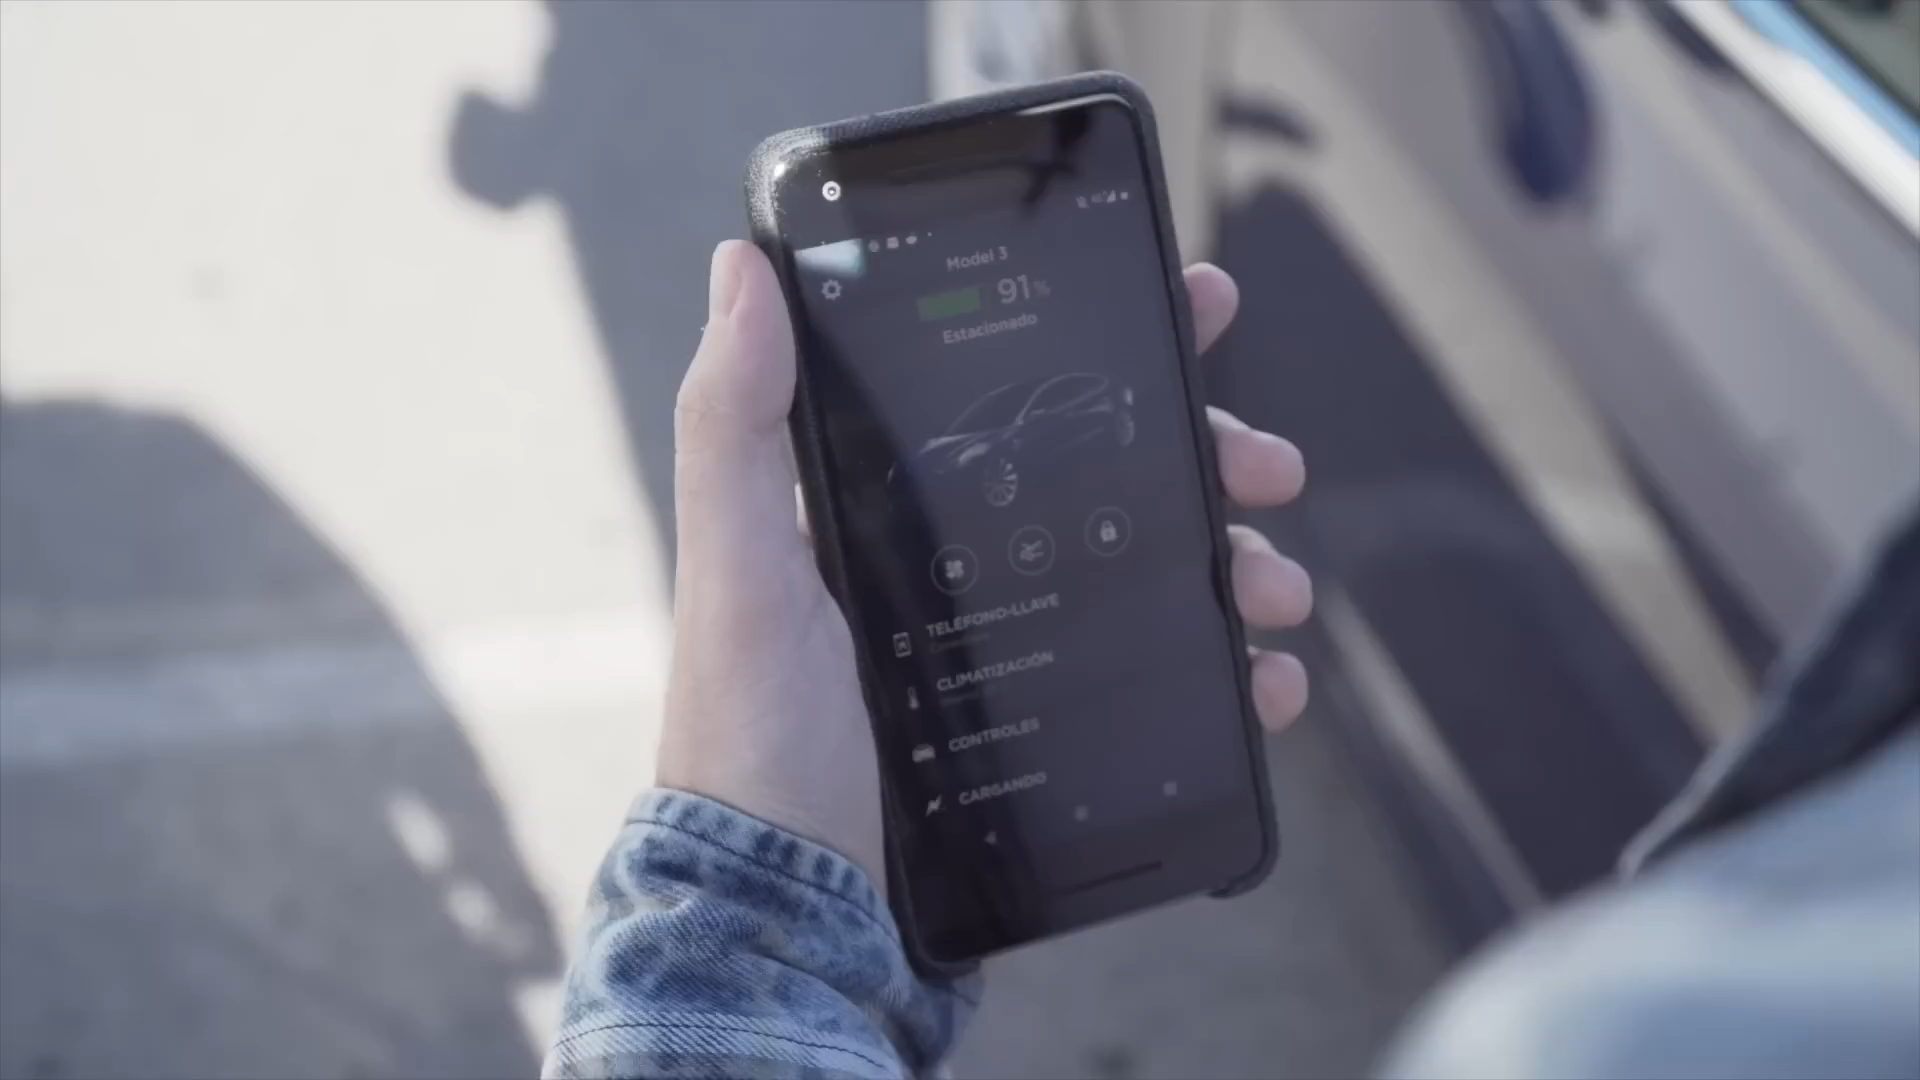 Model 3
91%
Estacionado
TELÉFONO-LLAVE
CLIMATIZACIÓN
CONTROLES
CARGANDO